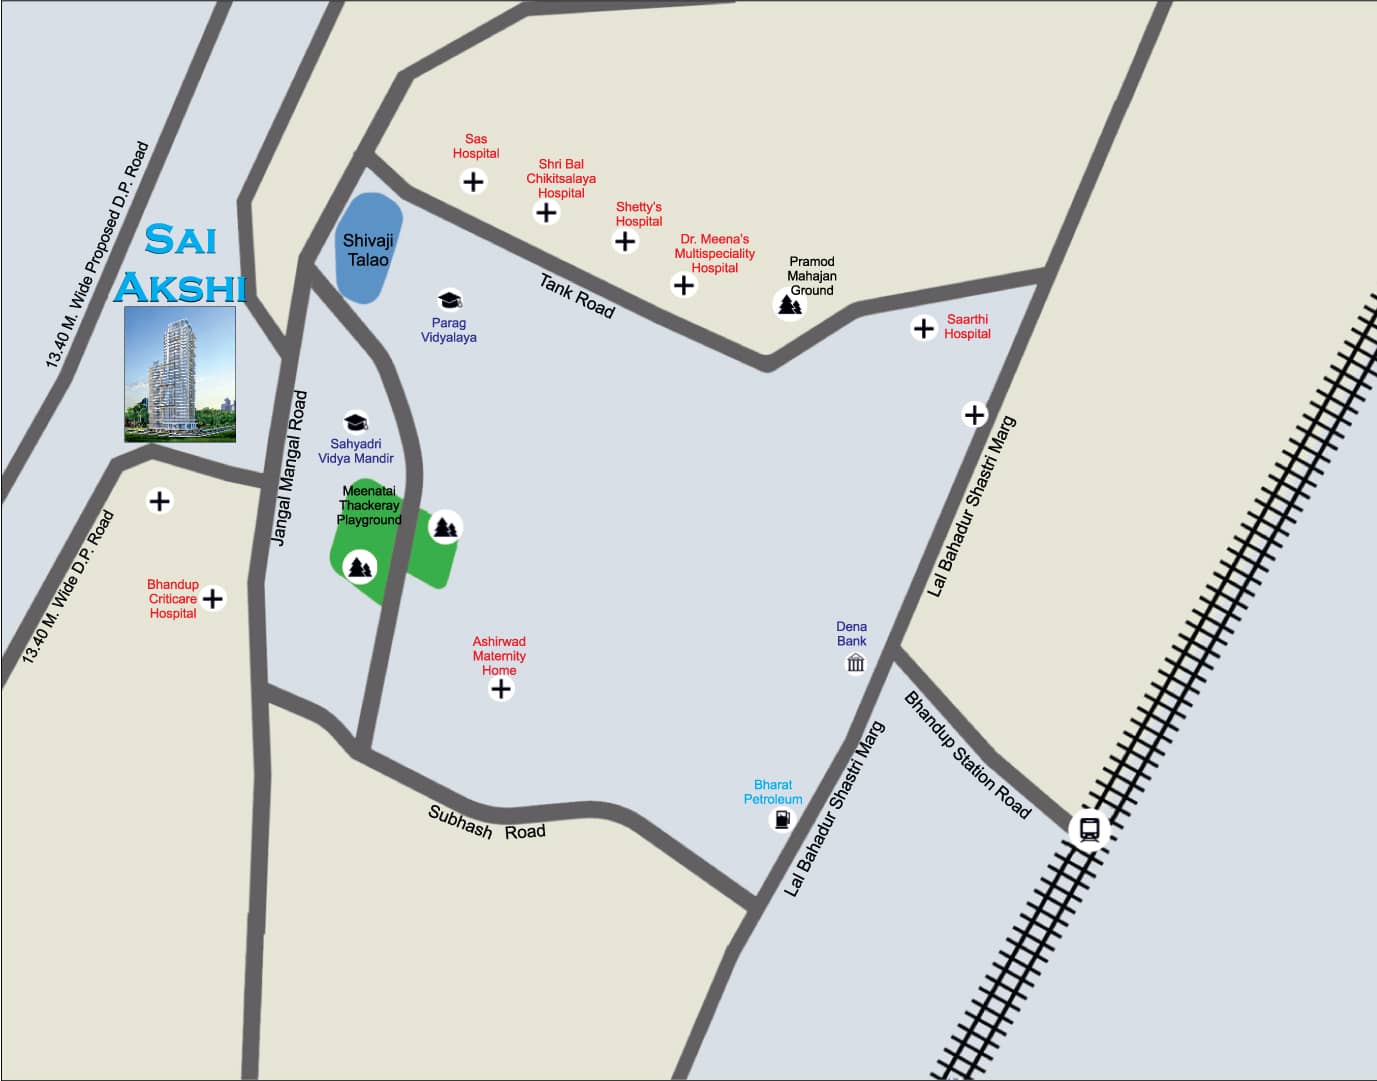 Sas
Hospital
Shri Bal
Chikitsalaya
Hospital
Shetty's
Hospital
Dr. Meena's
Multispeciality
Hospital
Pramod
Mahajan
Ground
13.40 M. Wide Proposed D.P. Road
SAI
AKSHI
Shivaji
Talao
Tank Road
Parag
Vidyalaya
Saarthi
Hospital
Jangal Mangal Road
Sahyadri
Vidya Mandir
Lal Bahadur Shastri Marg
Meenatai
Thackeray
Playground
13.40 M. Wide D.P. Road
Bhandup
Criticare
Hospital
Ashirwad
Maternity
Home
Dena
Bank
Bhandup Station Road
Bharat
Petroleum
Lal Bahadur Shastri Marg
Subhash Road